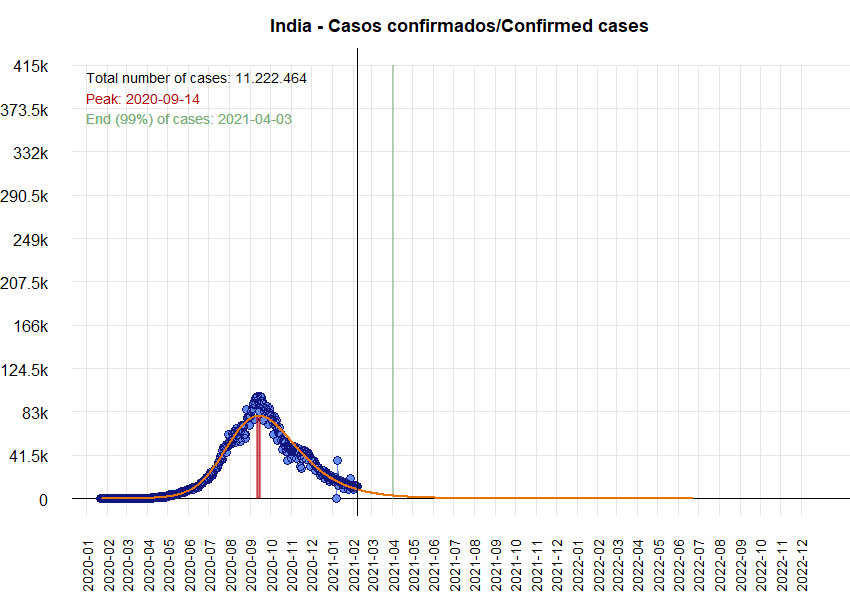 India - Casos confirmados/Confirmed cases
415k
Total number of cases: 11.222.464
Peak: 2020-09-14
373.5k
End (99%) of cases: 2021-04-03
332k
290.5k
249k
207.5k
166k
124.5k
83k
41.5k
0
2020-01
2020-02
2020-03
2020-04
2020-05
2020-06
2020-07
2020-08
2020-09
2020-10
2020-11
2020-12
2021-01
2021-02
2021-03
2021-04
2021-05
2021-06
2021-07
2021-08
2021-09
2021-10
2021-11
2021-12
2022-02
2022-03
2022-04
2022-05
2022-06
2022-07
2022-08
2022-09
2022-10
2022-11
2022-12